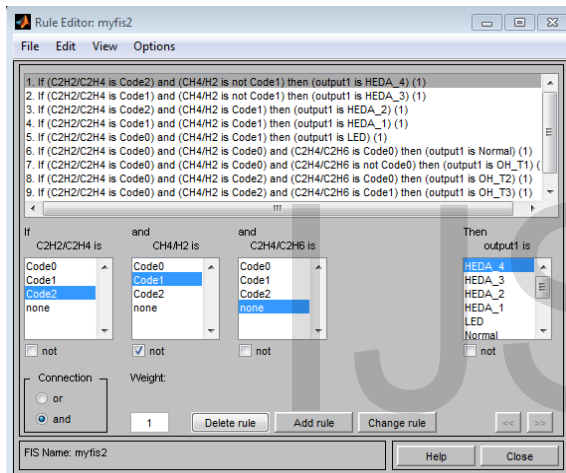 Rule Editor: myfis2
File Edit View Options
1. If (C2H2/C2H4 is Code2) and (CH4/H2 is not Code1) then (output1 is HEDA_4) (1)
2. If (C2H2/C2H4 is Code1) and (CH4/H2 is not Code1) then (output1 is HEDA_3) (1)
3. If (C2H2/C2H4 is Code2) and (CH4/H2 is Code1) then (output1 is HEDA_2) (1)
4. If (C2H2/C2H4 is Code1) and (CH4/H2 is Code1) then (output1 is HEDA_1) (1)
5. If (C2H2/C2H4 is Code0) and (CH4/H2 is Code1) then (output1 is LED) (1)
6. If (C2H2/C2H4 is Code0) and (CH4/H2 is Code0) and (C2H4/C2H6 is Code0) then (output1 is Normal) (1)
7. If (C2H2/C2H4 is Code0) and (CH4/H2 is Code0) and (C2H4/C2H6 is not Code0) then (output1 is OH_T1) (
8. If (C2H2/C2H4 is Code0) and (CH4/H2 is Code2) and (C2H4/C2H6 is Code0) then (output1 is OH_T2) (1)
9. If (C2H2/C2H4 is Code0) and (CH4/H2 is Code2) and (C2H4/C2H6 is Code1) then (output1 is OH_T3) (1)
If and and Then
C2H2/C2H4 is CH4/H2 is C2H4/C2H6 is output1 is
Code0 Code0 Code0 HEDA_4
Code1 Code1 Code1 HEDA_3
Code2 Code2 Code2 HEDA_2
none none none HEDA_1
LED
Normal
not not not not
Connection Weight:
or
and 1 Delete rule Add rule Change rule << >>
FIS Name: myfis2 Help Close
IJS